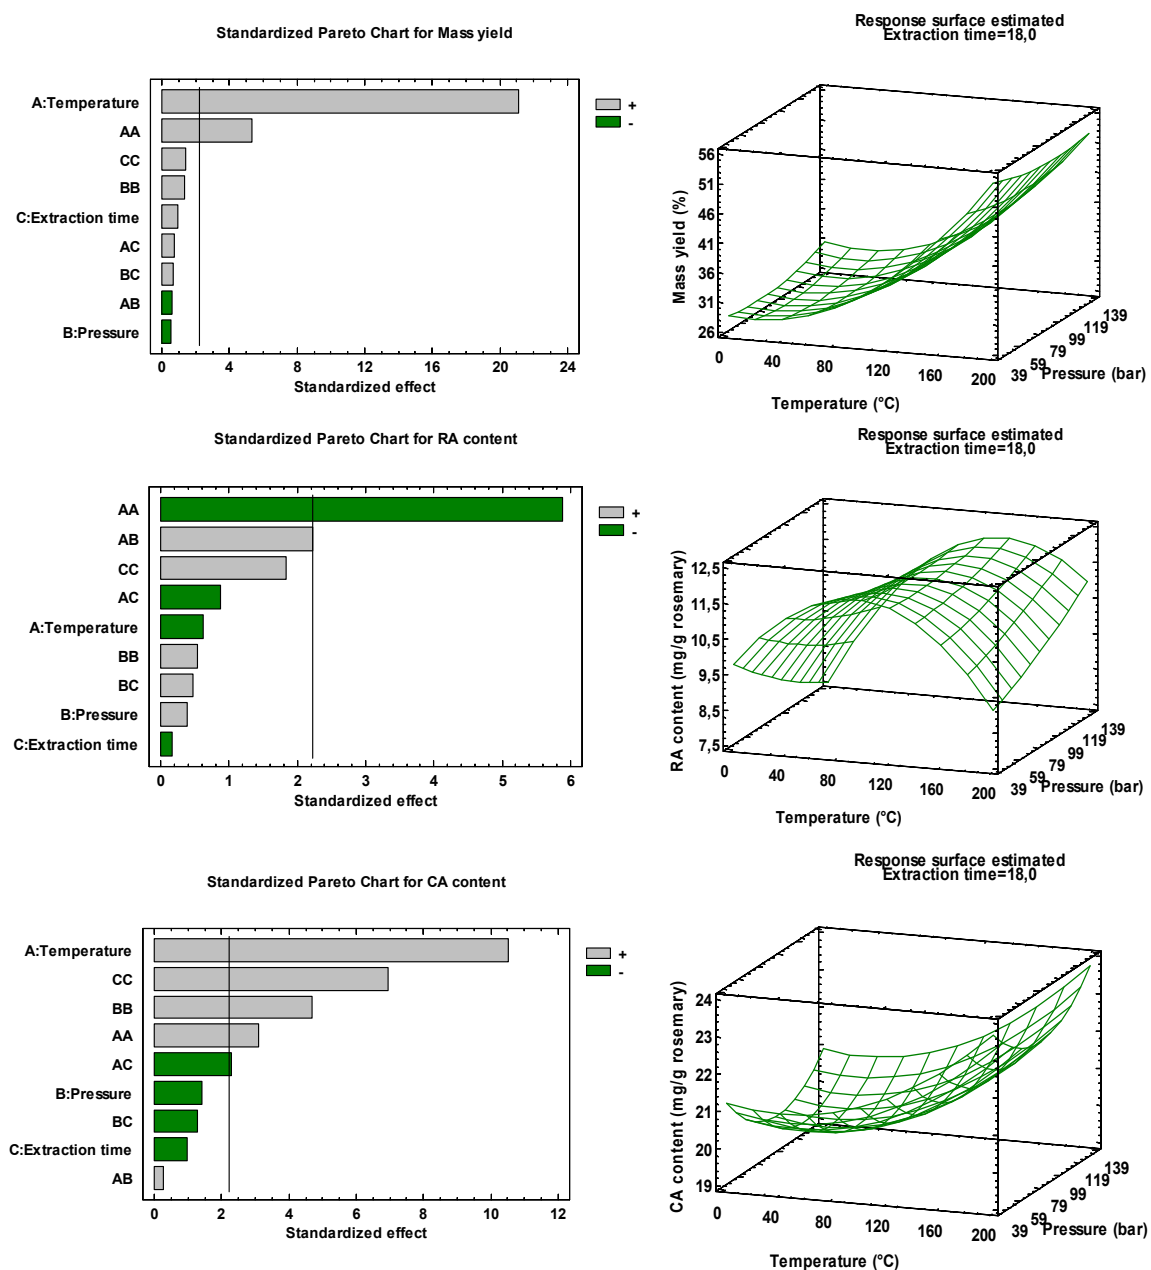 Standardized Pareto Chart for Mass yield
A:Temperature
AA
CC
BB
C:Extraction time
AC
BC
AB
B:Pressure
0 4 8 12 16 20 24
Standardized effect
+
-
Response surface estimated
Extraction time=18,0
56
51
46
41
36
31
26
Mass yield (%)
0 40 80 120 160 200
Temperature (°C)
39 59 79 99 119 139
Pressure (bar)
Standardized Pareto Chart for RA content
AA
AB
CC
AC
A:Temperature
BB
BC
B:Pressure
C:Extraction time
0 1 2 3 4 5 6
Standardized effect
+
-
Response surface estimated
Extraction time=18,0
12,5
11,5
10,5
9,5
8,5
7,5
RA content (mg/g rosemary)
0 40 80 120 160 200
Temperature (°C)
39 59 79 99 119 139
Pressure (bar)
Standardized Pareto Chart for CA content
A:Temperature
CC
BB
AA
AC
B:Pressure
BC
C:Extraction time
AB
0 2 4 6 8 10 12
Standardized effect
+
-
Response surface estimated
Extraction time=18,0
24
23
22
21
20
19
CA content (mg/g rosemary)
0 40 80 120 160 200
Temperature (°C)
39 59 79 99 119 139
Pressure (bar)